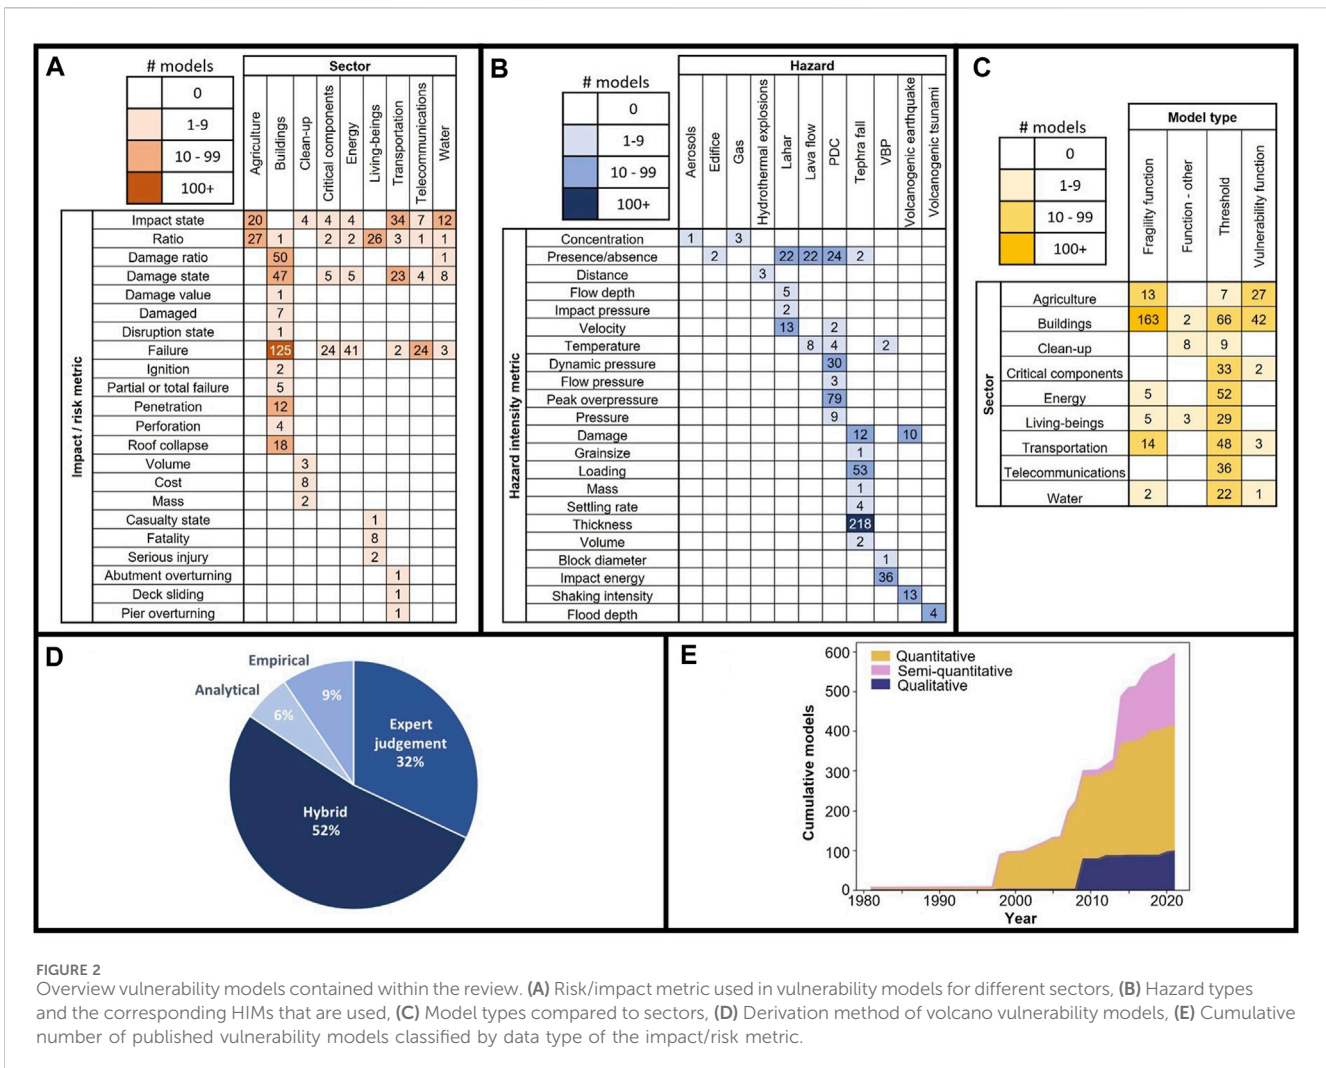 A
# models
0
1-9
10 - 99
100+
Sector
Agriculture
Buildings
Clean-up
Critical components
Energy
Living-beings
Transportation
Telecommunications
Water
Impact / risk metric
Impact state 20 4 4 4 34 7 12
Ratio 27 1 2 2 26 3 1 1
Damage ratio 50 1
Damage state 47 5 5 23 4 8
Damage value 1
Damaged 7
Disruption state 1
Failure 125 24 41 2 24 3
Ignition 2
Partial or total failure 5
Penetration 12
Perforation 4
Roof collapse 18
Volume 3
Cost 8
Mass 2
Casualty state 1
Fatality 8
Serious injury 2
Abutment overturning 1
Deck sliding 1
Pier overturning 1
B
# models
0
1-9
10 - 99
100+
Hazard
Aerosols
Edifice
Gas
Hydrothermal explosions
Lahar
Lava flow
PDC
Tephra fall
VBP
Volcanogenic earthquake
Volcanogenic tsunami
Hazard intensity metric
Concentration 1 3
Presence/absence 2 22 22 24 2
Distance 3
Flow depth 5
Impact pressure 2
Velocity 13 2
Temperature 8 4 2
Dynamic pressure 30
Flow pressure 3
Peak overpressure 79
Pressure 9
Damage 12 10
Grainsize 1
Loading 53
Mass 1
Settling rate 4
Thickness 218
Volume 2
Block diameter 1
Impact energy 36
Shaking intensity 13
Flood depth 4
C
# models
0
1-9
10 - 99
100+
Model type
Fragility function
Function - other
Threshold
Vulnerability function
Sector
Agriculture 13 7 27
Buildings 163 2 66 42
Clean-up 8 9
Critical components 33 2
Energy 5 52
Living-beings 5 3 29
Transportation 14 48 3
Telecommunications 36
Water 2 22 1
D
Empirical
9%
Analytical
6%
Expert
judgement
32%
Hybrid
52%
E
Quantitative
Semi-quantitative
Qualitative
Cumulative models
600
500
400
300
200
100
0
1980 1990 2000 2010 2020
Year
FIGURE 2
Overview vulnerability models contained within the review. (A) Risk/impact metric used in vulnerability models for different sectors, (B) Hazard types
and the corresponding HIMs that are used, (C) Model types compared to sectors, (D) Derivation method of volcano vulnerability models, (E) Cumulative
number of published vulnerability models classified by data type of the impact/risk metric.